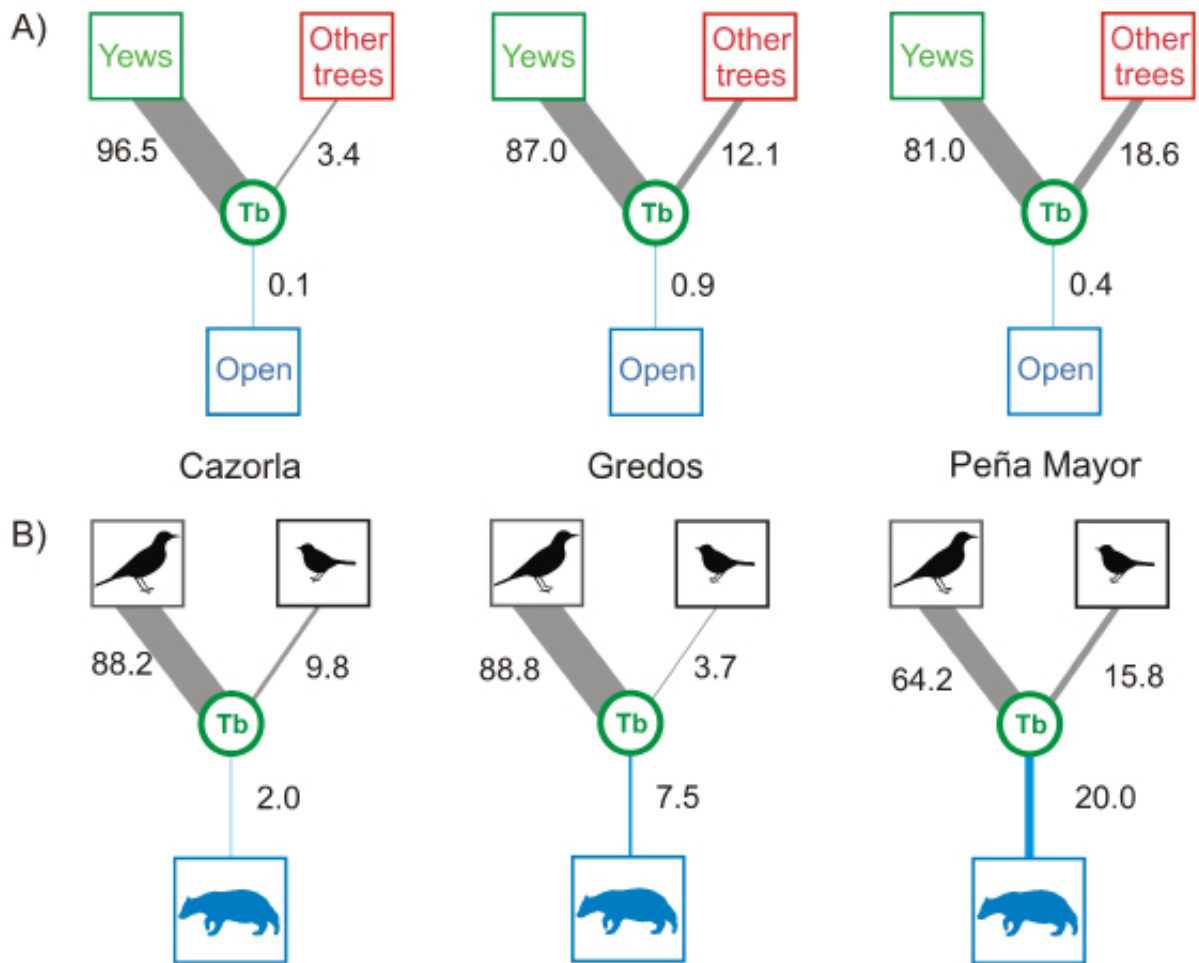 A)
Yews
Other
trees
96.5
3.4
Tb
0.1
Open
Yews
Other
trees
87.0
12.1
Tb
0.9
Open
Yews
Other
trees
81.0
18.6
Tb
0.4
Open
Cazorla
Gredos
Peña Mayor
B)
88.2
9.8
Tb
2.0
88.8
3.7
Tb
7.5
64.2
15.8
Tb
20.0